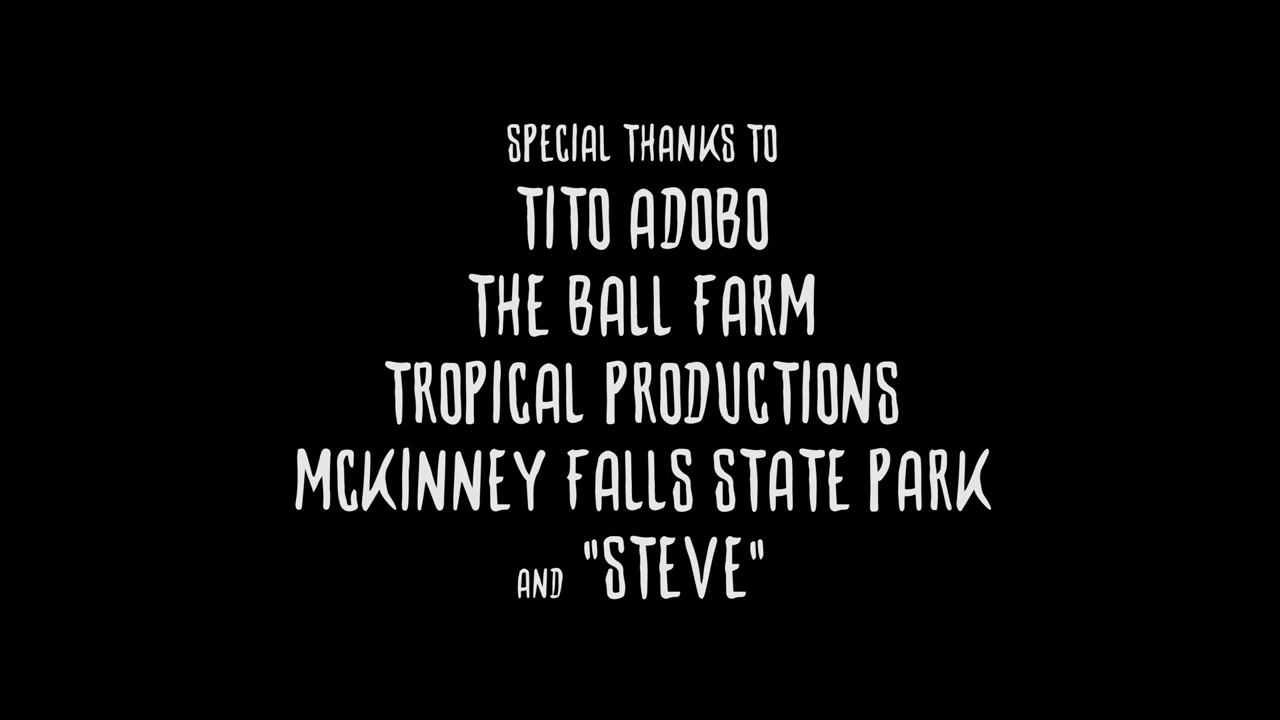 SPECIAL THANKS TO
TITO ADOBO
THE BALL FARM
TROPICAL PRODUCTIONS
MCKINNEY FALLS STATE PARK
AND "STEVE"